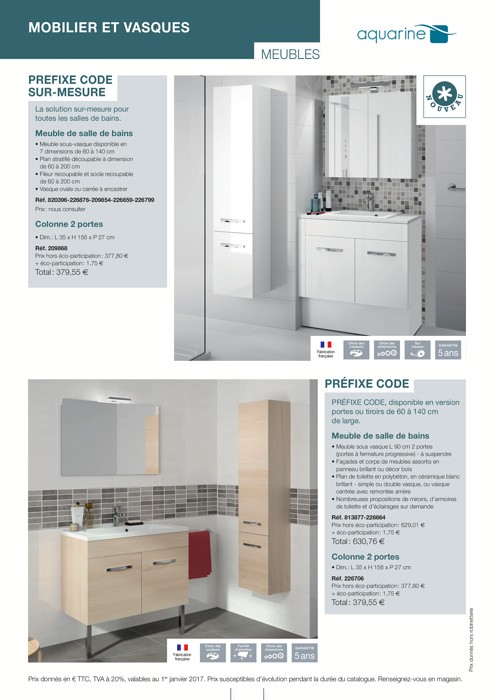 MOBILIER ET VASQUES
aquarine
MEUBLES
PREFIXE CODE
SUR-MESURE
La solution sur-mesure pour
toutes les salles de bains.
Meuble de salle de bains
• Meuble sous-vasque disponible en
7 dimensions de 60 à 140 cm
• Plan stratifié découpable à dimension
de 60 à 200 cm
• Fileur recoupable et socle recoupable
de 60 à 200 cm
• Vasque ovale ou carrée à encastrer
Réf. 820396-226876-209854-226659-226799
Prix : nous consulter
Colonne 2 portes
• Dim.: L 35 x H 156 x P 27 cm
Réf. 209868
Prix hors éco-participation : 377,80 €
+ éco-participation : 1,75 €
Total : 379,55 €
NOUVEAU
Fabrication
française
GARANTIE
5 ans
PRÉFIXE CODE
PRÉFIXE CODE, disponible en version
portes ou tiroirs de 60 à 140 cm
de large.
Meuble de salle de bains
• Meuble sous vasque L 90 cm 2 portes
(portes à fermeture progressive) - à suspendre
• Façades et corps de meubles assortis en
panneau brillant ou décor bois
• Plan de toilette en polybéton, en céramique blanc
brillant - simple ou double vasque, ou vasque
centrée avec remontée arrière
• Nombreuses propositions de miroirs, d'armoires
de toilette et d'éclairages sur demande
Réf. 813877-226664
Prix hors éco-participation : 629,01 €
+ éco-participation : 1,75 €
Total : 630,76 €
Colonne 2 portes
• Dim.: L 35 x H 156 x P 27 cm
Réf. 226706
Prix hors éco-participation : 377,80 €
+ éco-participation : 1,75 €
Total : 379,55 €
Fabrication
française
GARANTIE
5 ans
Prix donnés hors robinetterie
Prix donnés en € TTC, TVA à 20%, valables au 1er janvier 2017. Prix susceptibles d'évolution pendant la durée du catalogue. Renseignez-vous en magasin.